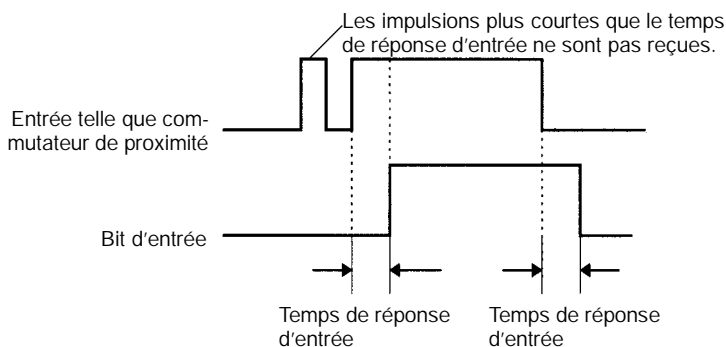 Les impulsions plus courtes que le temps
de réponse d'entrée ne sont pas reçues.
Entrée telle que com-
mutateur de proximité
Bit d'entrée
Temps de réponse
d'entrée
Temps de réponse
d'entrée